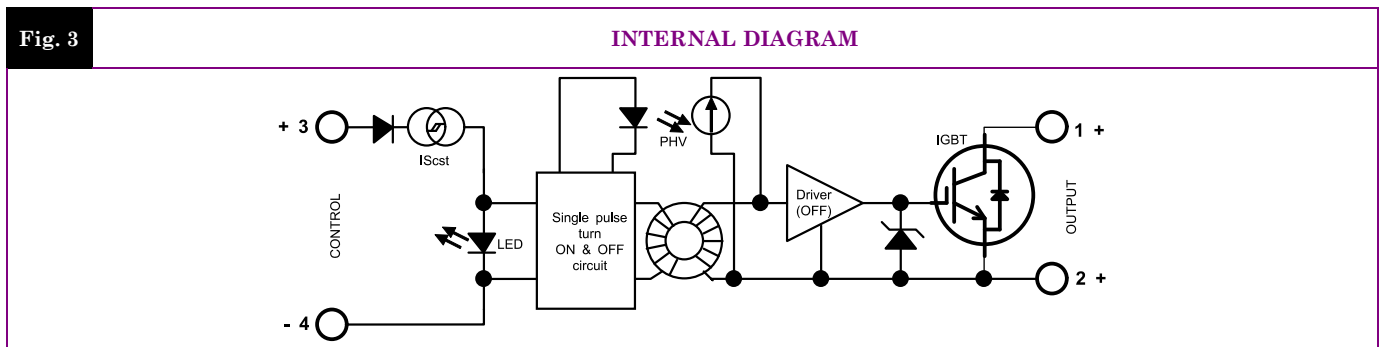 Fig. 3
INTERNAL DIAGRAM
+ 3
IScst
PHV
IGBT
1 +
CONTROL
LED
Single pulse
turn
ON & OFF
circuit
Driver
(OFF)
OUTPUT
- 4
2 +